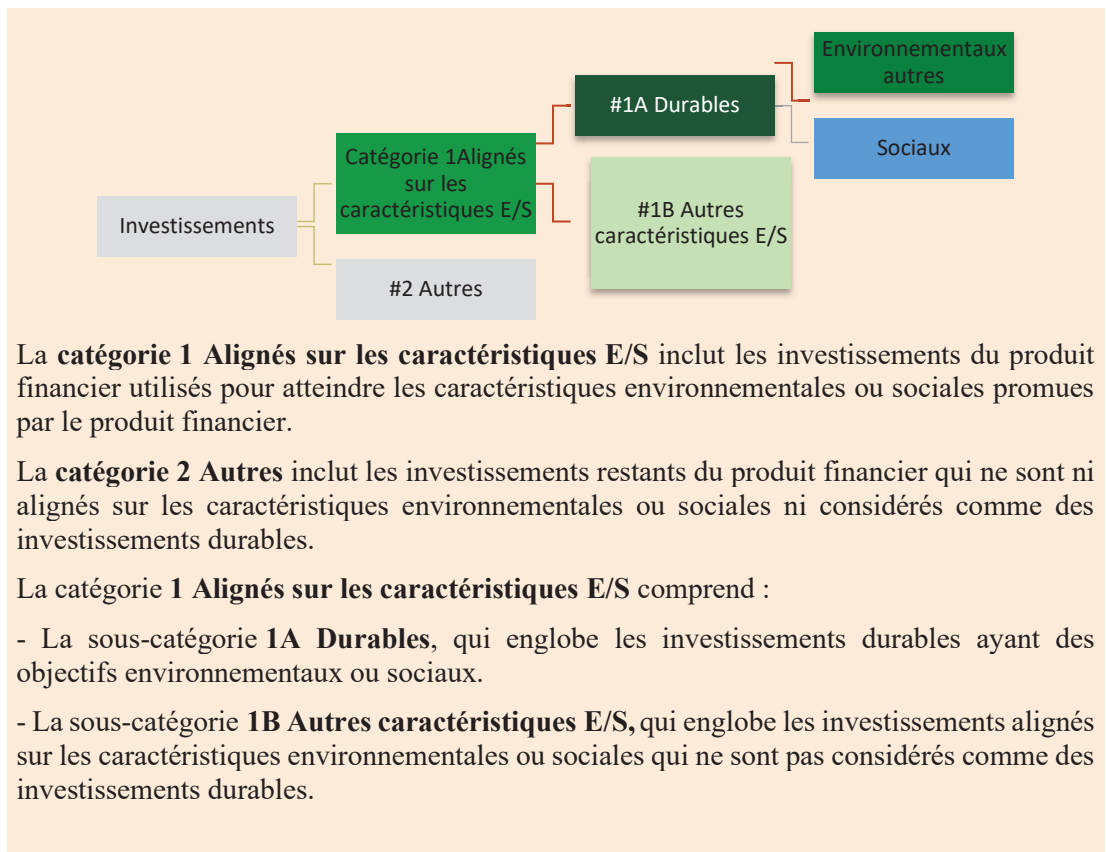 Environnementaux
autres
#1A Durables
Sociaux
Catégorie 1Alignés
sur les
caractéristiques E/S
#1B Autres
caractéristiques E/S
Investissements
#2 Autres
La catégorie 1 Alignés sur les caractéristiques E/S inclut les investissements du produit
financier utilisés pour atteindre les caractéristiques environnementales ou sociales promues
par le produit financier.
La catégorie 2 Autres inclut les investissements restants du produit financier qui ne sont ni
alignés sur les caractéristiques environnementales ou sociales ni considérés comme des
investissements durables.
La catégorie 1 Alignés sur les caractéristiques E/S comprend :
- La sous-catégorie 1A Durables, qui englobe les investissements durables ayant des
objectifs environnementaux ou sociaux.
- La sous-catégorie 1B Autres caractéristiques E/S, qui englobe les investissements alignés
sur les caractéristiques environnementales ou sociales qui ne sont pas considérés comme des
investissements durables.